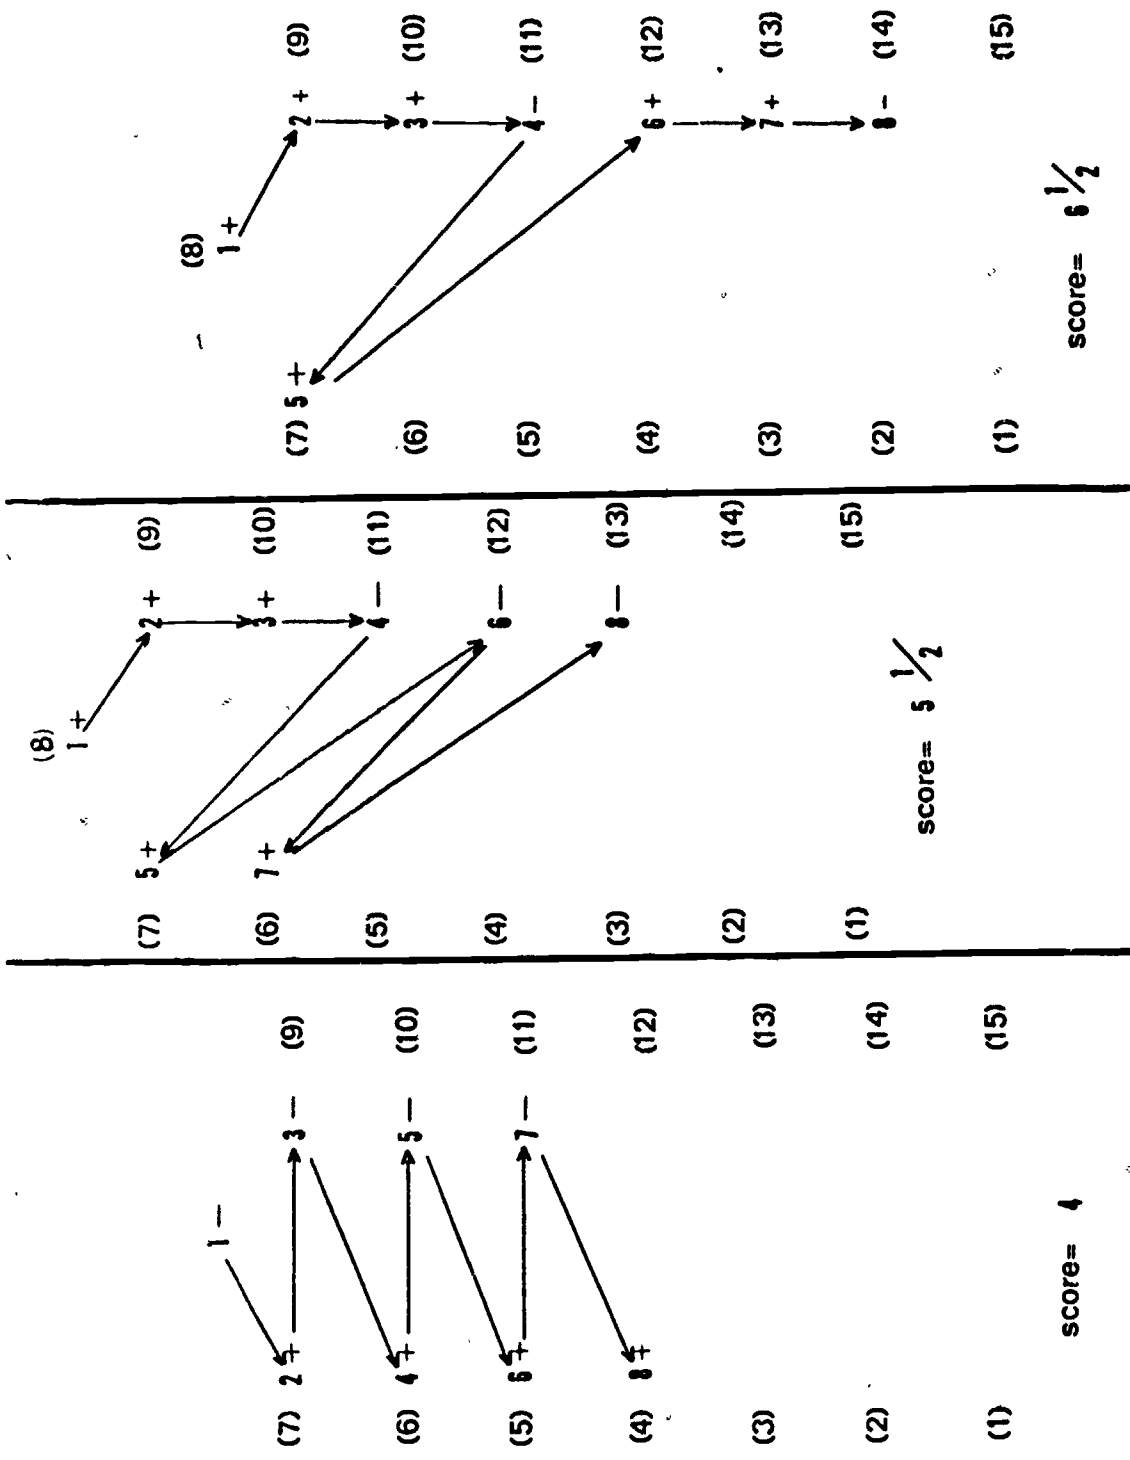 1 −
(7) 2 + 3 − (9)
(6) 4 + 5 − (10)
(5) 6 + 7 − (11)
(4) 8 + (12)
(3) (13)
(2) (14)
(1) (15)
score= 4
(8)
1 +
(7) 5 + 2 + (9)
(6) 7 + 3 + (10)
(5) 4 − (11)
(4) 6 − (12)
(3) 8 − (13)
(2) (14)
(1) (15)
score= 5 1/2
(8)
1 +
(7) 5 + 2 + (9)
(6) 3 + (10)
(5) 4 − (11)
(4) 6 + (12)
(3) 7 + (13)
(2) 8 − (14)
(1) (15)
score= 6 1/2